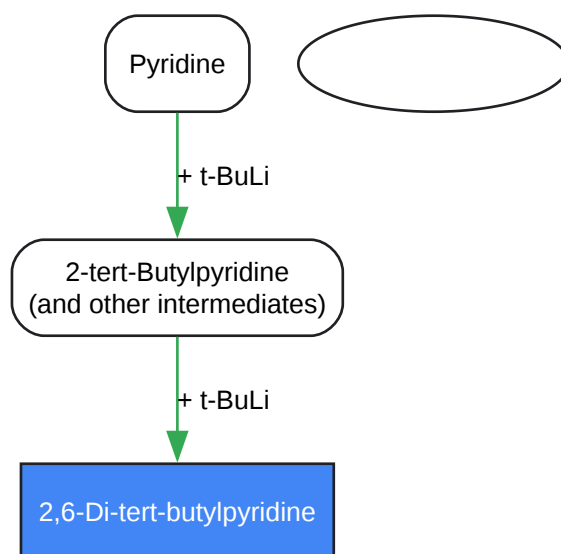 Pyridine
+ t-BuLi
2-tert-Butylpyridine
(and other intermediates)
+ t-BuLi
2,6-Di-tert-butylpyridine